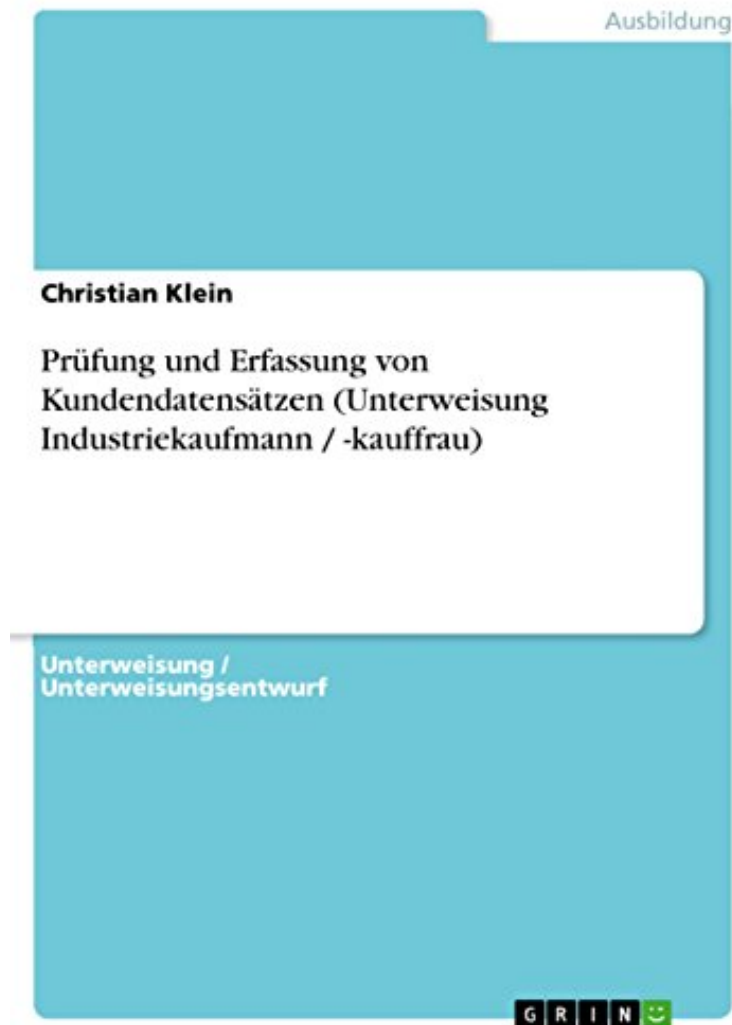 Ausbildung
Christian Klein
Prüfung und Erfassung von
Kundendatensätzen (Unterweisung
Industriekaufmann / -kauffrau)
Unterweisung /
Unterweisungsentwurf
GRIN